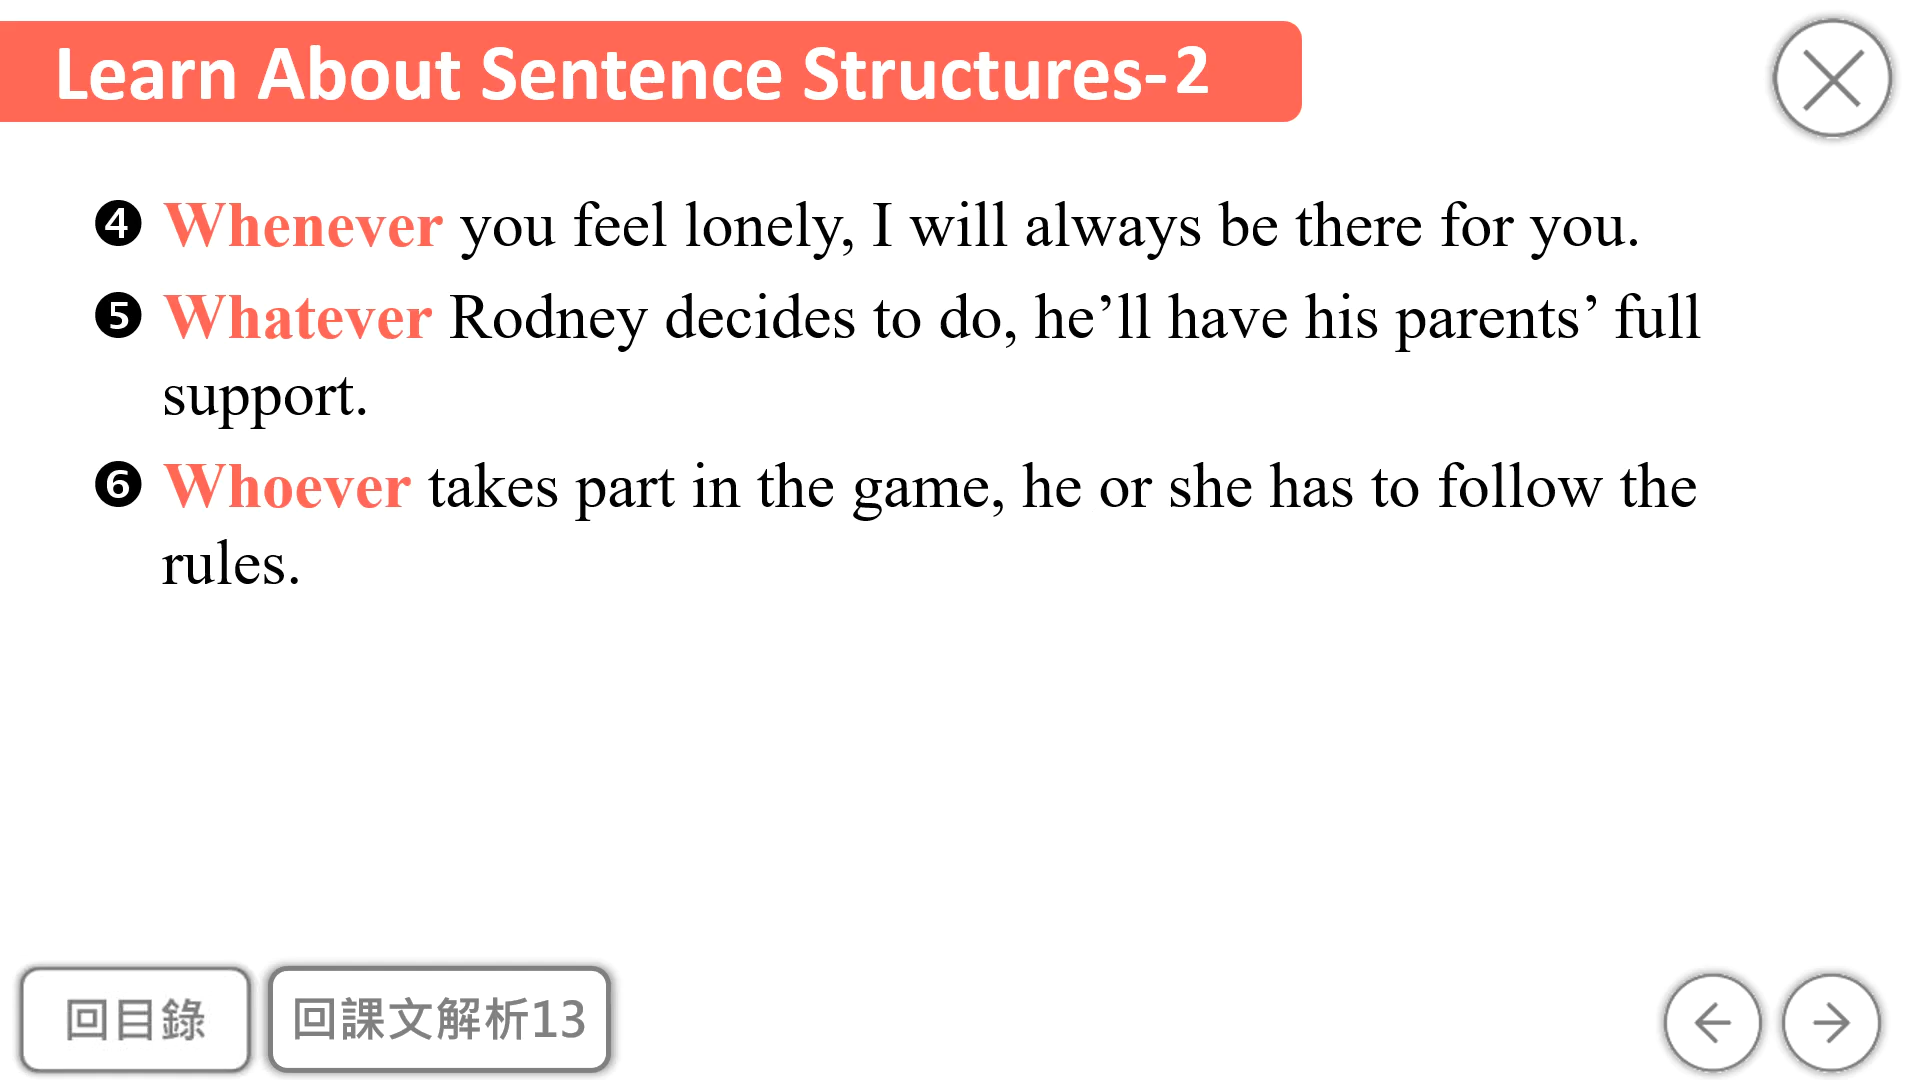 Learn About Sentence Structures-2
❹ Whenever you feel lonely, I will always be there for you.
❺ Whatever Rodney decides to do, he’ll have his parents’ full
support.
❻ Whoever takes part in the game, he or she has to follow the
rules.
回目錄
回課文解析13